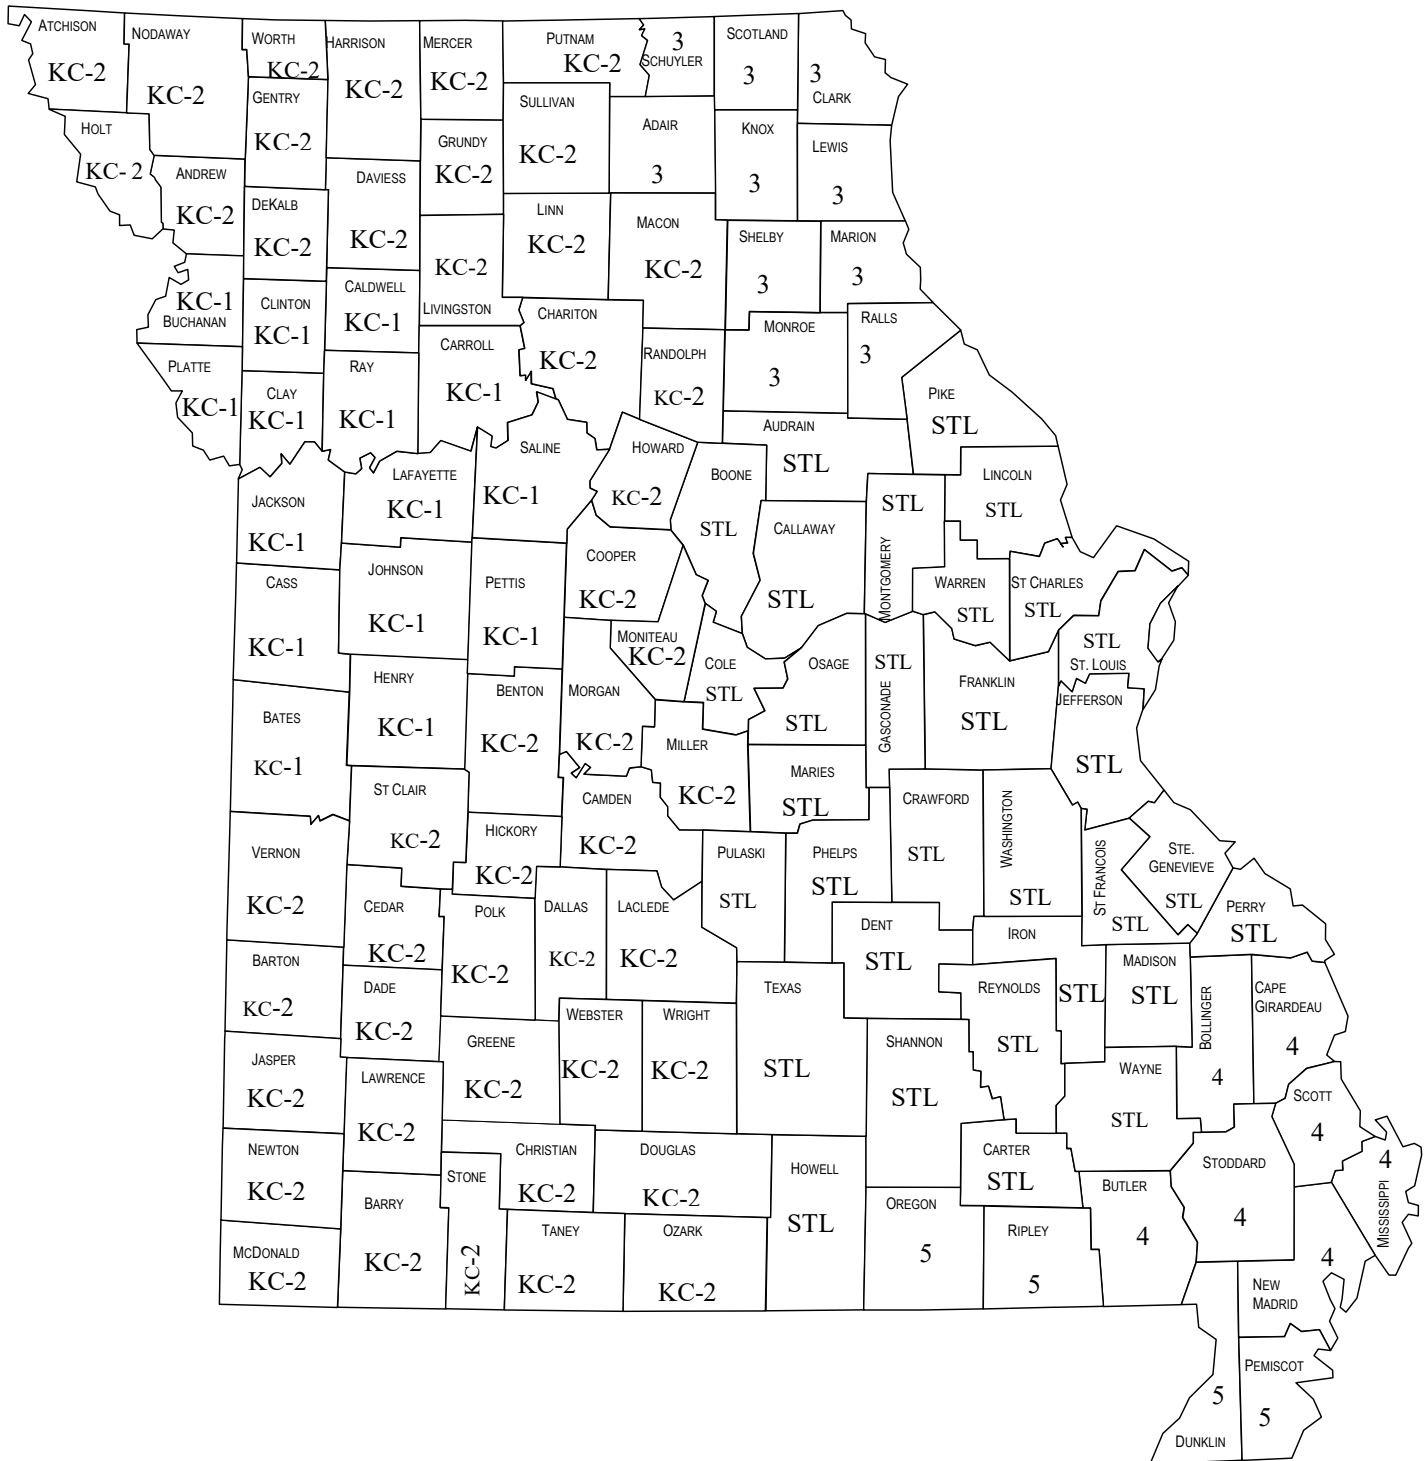 ATCHISON
KC-2
NODAWAY
KC-2
WORTH
KC-2
HARRISON
KC-2
MERCER
KC-2
PUTNAM
KC-2
3
SCHUYLER
SCOTLAND
3
3
CLARK
HOLT
KC-2
ANDREW
KC-2
GENTRY
KC-2
DEKALB
KC-2
DAVIESS
KC-2
GRUNDY
KC-2
SULLIVAN
KC-2
ADAIR
3
KNOX
3
LEWIS
3
LINN
KC-2
MACON
KC-2
SHELBY
3
MARION
3
KC-1
BUCHANAN
CLINTON
KC-1
CALDWELL
KC-1
KC-2
LIVINGSTON
CHARITON
KC-2
RANDOLPH
KC-2
MONROE
3
RALLS
3
PLATTE
KC-1
CLAY
KC-1
RAY
KC-1
CARROLL
KC-1
PIKE
STL
AUDRAIN
STL
SALINE
KC-1
HOWARD
KC-2
BOONE
STL
LINCOLN
STL
JACKSON
KC-1
LAFAYETTE
KC-1
CALLAWAY
STL
STL
MONTGOMERY
WARREN
STL
ST CHARLES
STL
CASS
KC-1
JOHNSON
KC-1
PETTIS
KC-1
COOPER
KC-2
MONITEAU
KC-2
COLE
STL
OSAGE
STL
STL
GASCONADE
FRANKLIN
STL
STL
ST. LOUIS
JEFFERSON
STL
BATES
KC-1
HENRY
KC-1
BENTON
KC-2
MORGAN
KC-2
MILLER
KC-2
MARIES
STL
ST CLAIR
KC-2
HICKORY
KC-2
CAMDEN
KC-2
PULASKI
STL
PHELPS
STL
CRAWFORD
STL
WASHINGTON
STL
ST FRANCOIS
STL
STE.
GENEVIEVE
STL
PERRY
STL
VERNON
KC-2
CEDAR
KC-2
POLK
KC-2
DALLAS
KC-2
LACLEDE
KC-2
DENT
STL
IRON
STL
MADISON
STL
BOLLINGER
4
CAPE
GIRARDEAU
4
BARTON
KC-2
DADE
KC-2
GREENE
KC-2
WEBSTER
KC-2
WRIGHT
KC-2
TEXAS
STL
SHANNON
STL
REYNOLDS
STL
WAYNE
STL
SCOTT
4
4
MISSISSIPPI
JASPER
KC-2
LAWRENCE
KC-2
NEWTON
KC-2
STONE
KC-2
CHRISTIAN
KC-2
DOUGLAS
KC-2
HOWELL
STL
CARTER
STL
BUTLER
4
STODDARD
4
MCDONALD
KC-2
BARRY
KC-2
TANEY
KC-2
OZARK
KC-2
OREGON
5
RIPLEY
5
4
NEW
MADRID
PEMISCOT
5
5
DUNKLIN